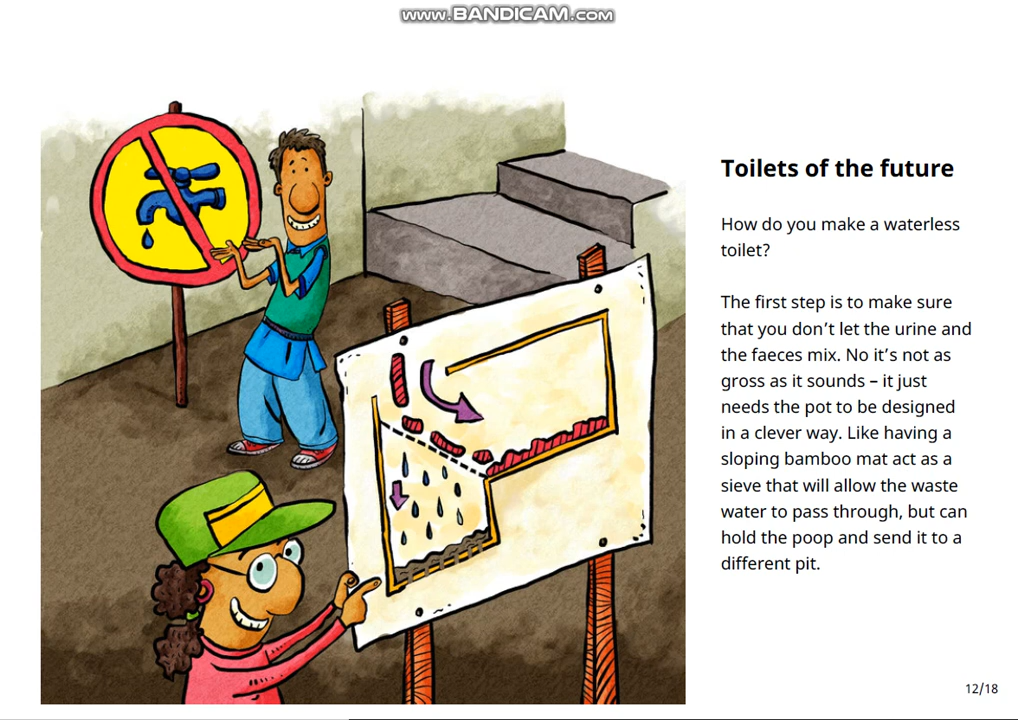 www.BANDICAM.com
Toilets of the future
How do you make a waterless
toilet?
The first step is to make sure
that you don’t let the urine and
the faeces mix. No it’s not as
gross as it sounds – it just
needs the pot to be designed
in a clever way. Like having a
sloping bamboo mat act as a
sieve that will allow the waste
water to pass through, but can
hold the poop and send it to a
different pit.
12/18